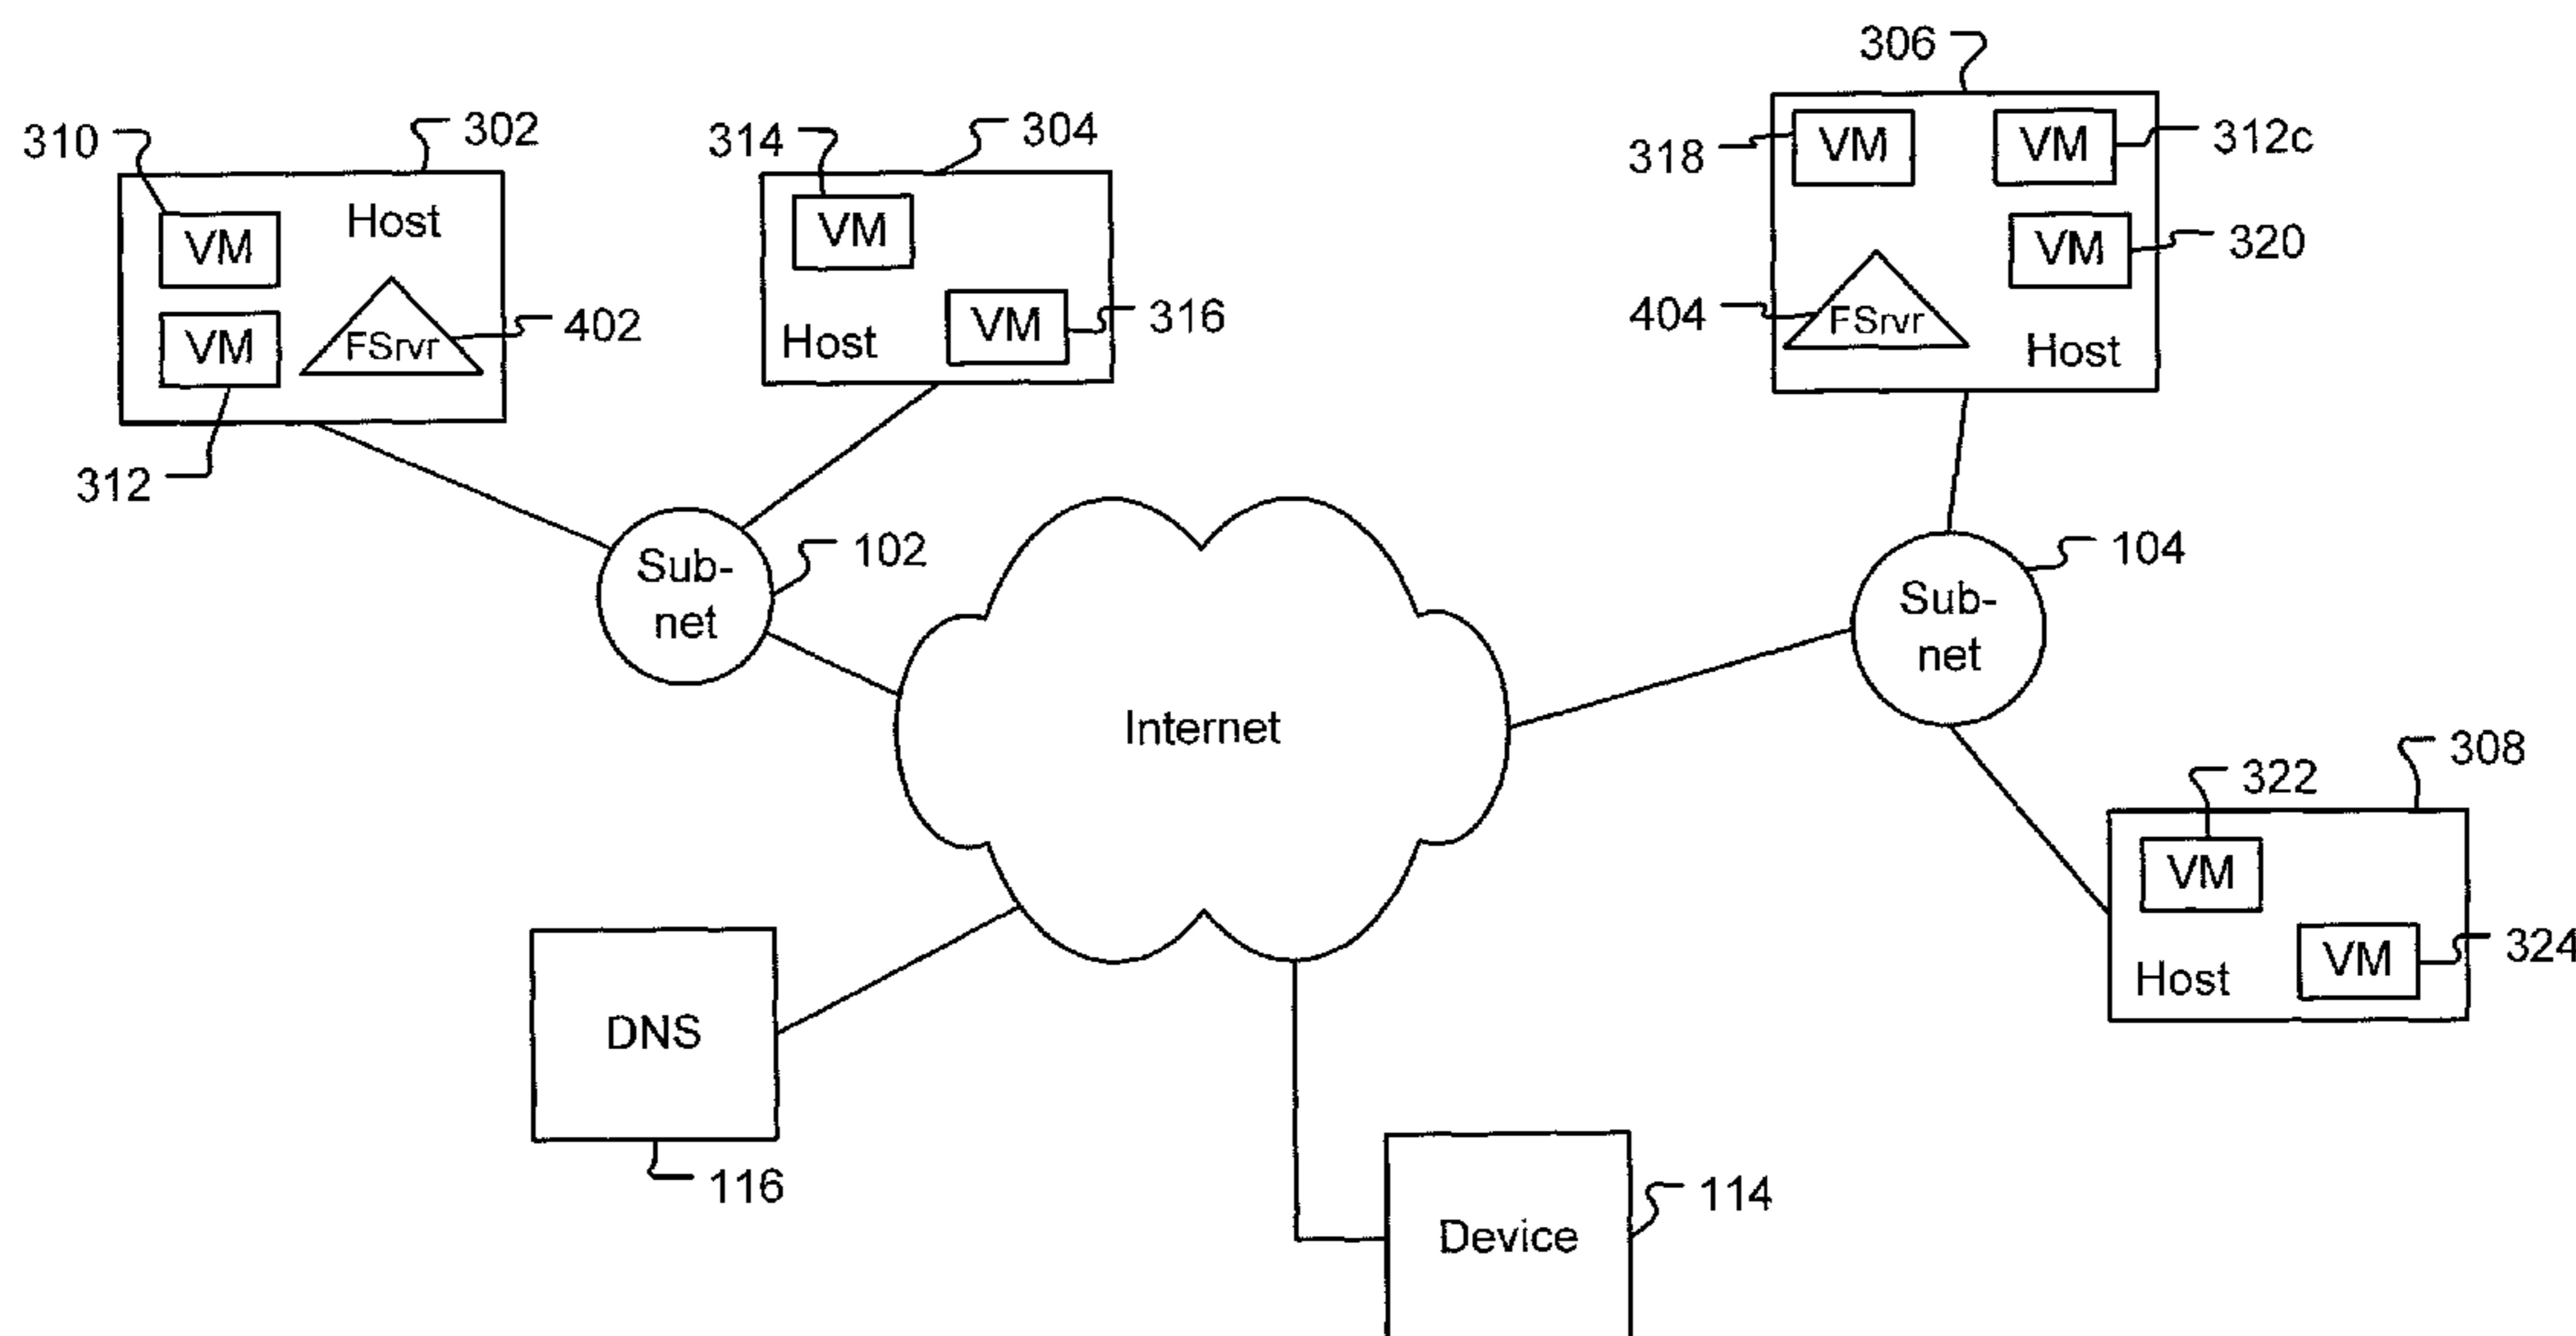 306
310
302
314
304
318
VM
VM
312c
VM
Host
VM
VM
320
VM
FSrvr
402
Host
VM
316
404
FSrvr
Host
312
Sub-
net
102
Sub-
net
104
Internet
308
322
VM
VM
324
Host
DNS
116
Device
114